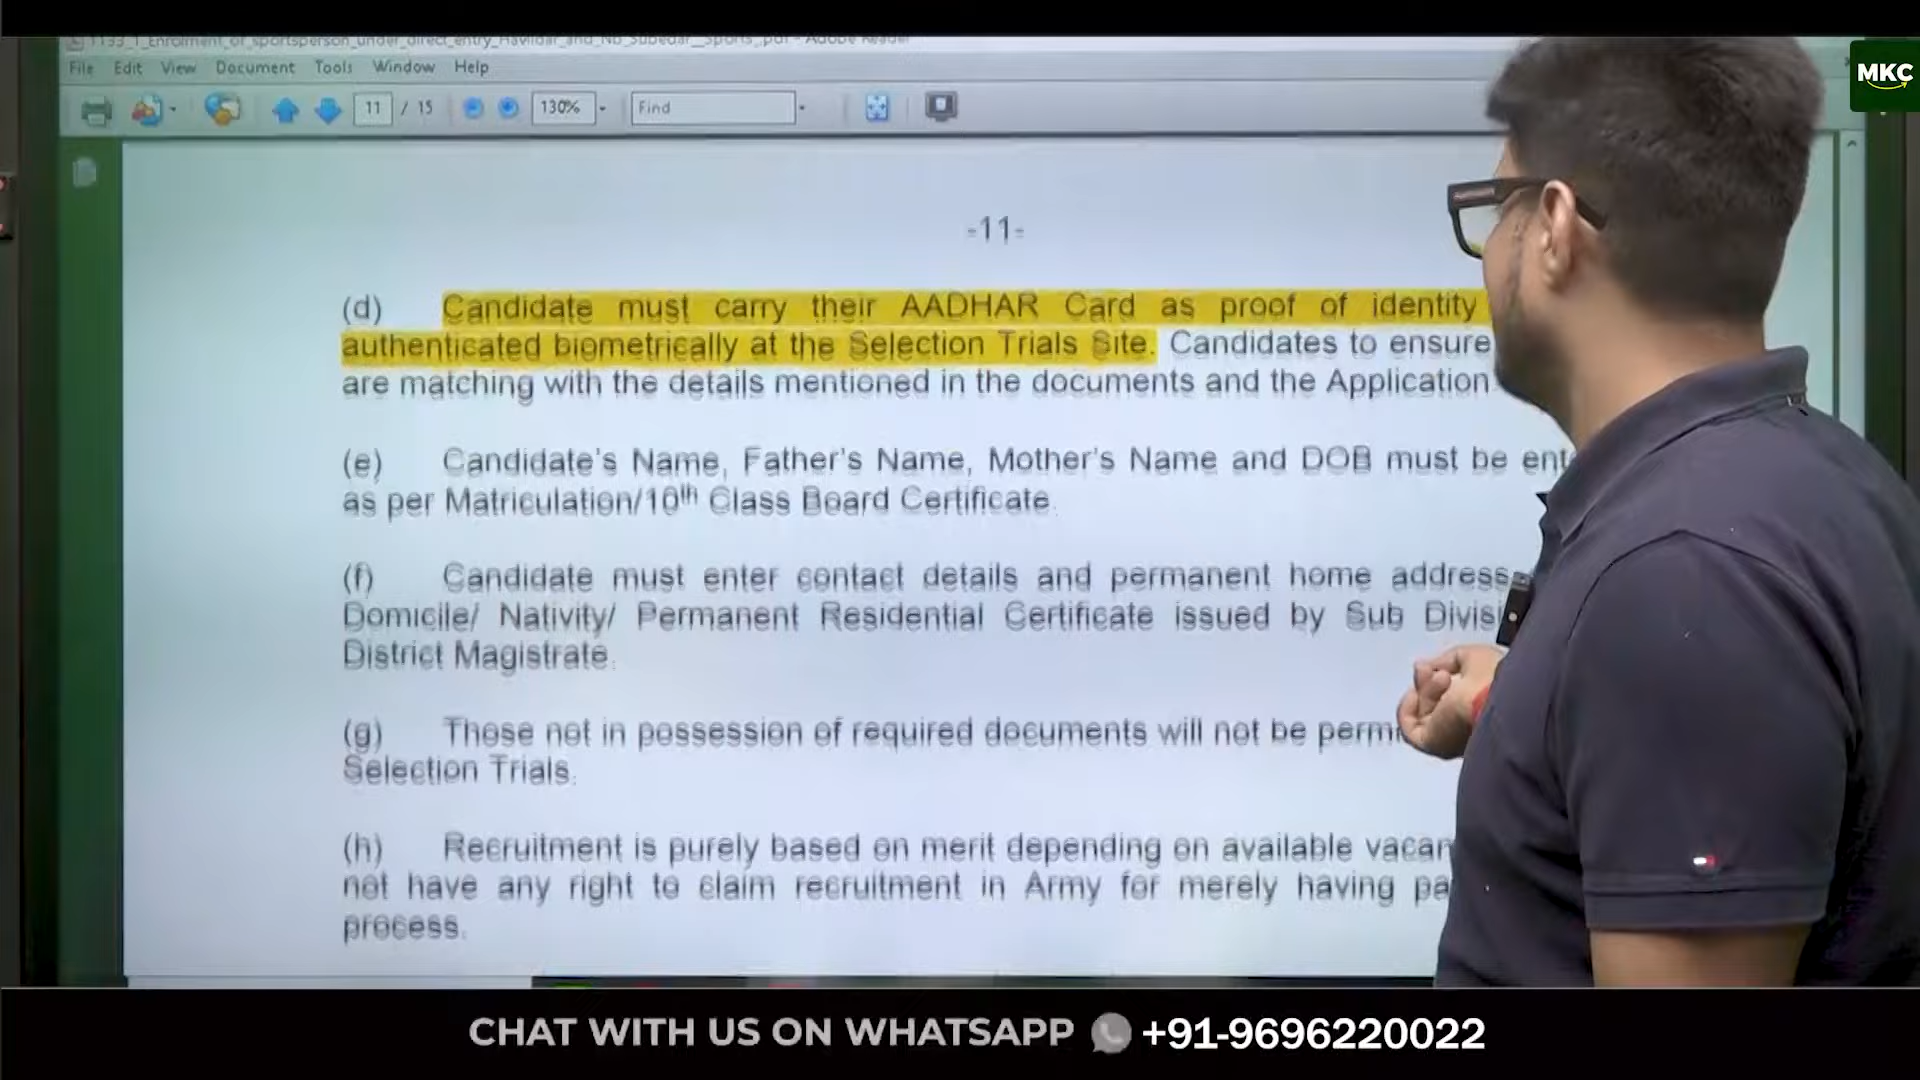 1133_1_Enrolment_of_sportsperson_under_direct_entry_Havildar_and_Nb_Subedar__Sports_.pdf - Adobe Reader
File Edit View Document Tools Window Help
MKC
11 / 15 130% Find
-11-
(d) Candidate must carry their AADHAR Card as proof of identity
authenticated biometrically at the Selection Trials Site. Candidates to ensure
are matching with the details mentioned in the documents and the Application
(e) Candidate's Name, Father's Name, Mother's Name and DOB must be ent
as per Matriculation/10th Class Board Certificate.
(f) Candidate must enter contact details and permanent home address
Domicile/ Nativity/ Permanent Residential Certificate issued by Sub Divisi
District Magistrate.
(g) Those not in possession of required documents will not be perm
Selection Trials.
(h) Recruitment is purely based on merit depending on available vacan
not have any right to claim recruitment in Army for merely having pa
process.
CHAT WITH US ON WHATSAPP +91-9696220022